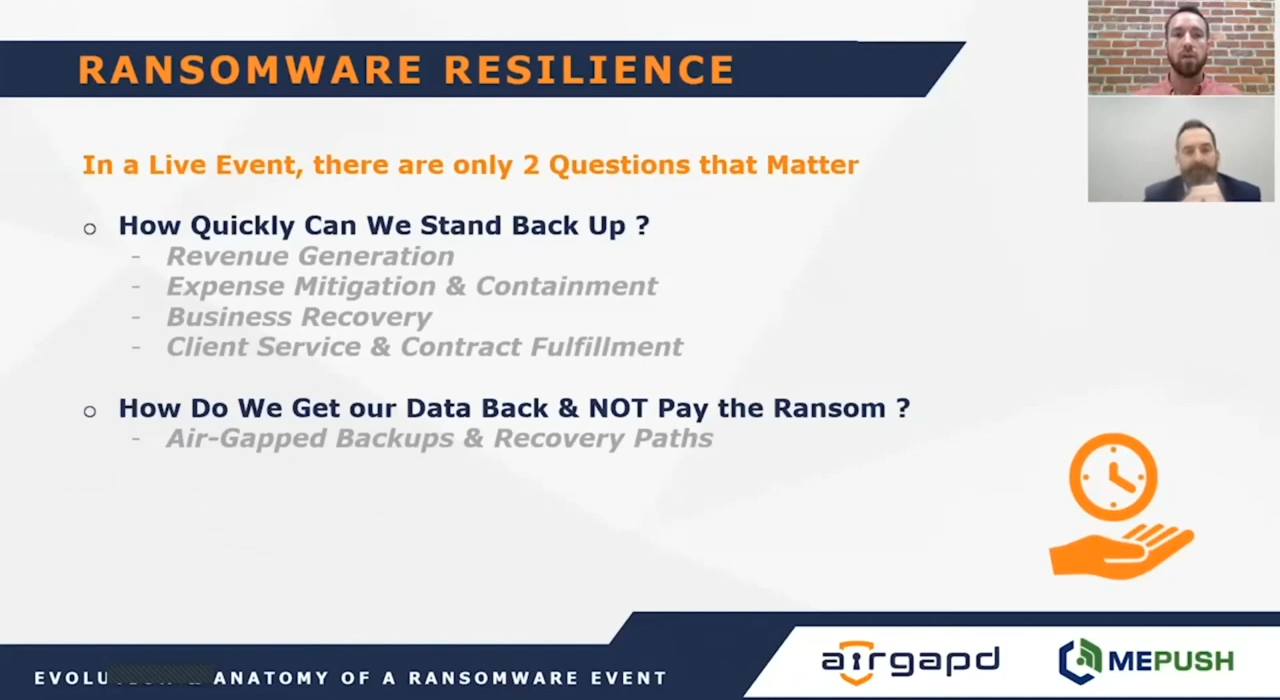 RANSOMWARE RESILIENCE
In a Live Event, there are only 2 Questions that Matter
How Quickly Can We Stand Back Up ?
- Revenue Generation
- Expense Mitigation & Containment
- Business Recovery
- Client Service & Contract Fulfillment
How Do We Get our Data Back & NOT Pay the Ransom ?
- Air-Gapped Backups & Recovery Paths
ANATOMY OF A RANSOMWARE EVENT
airgapd
MEPUSH